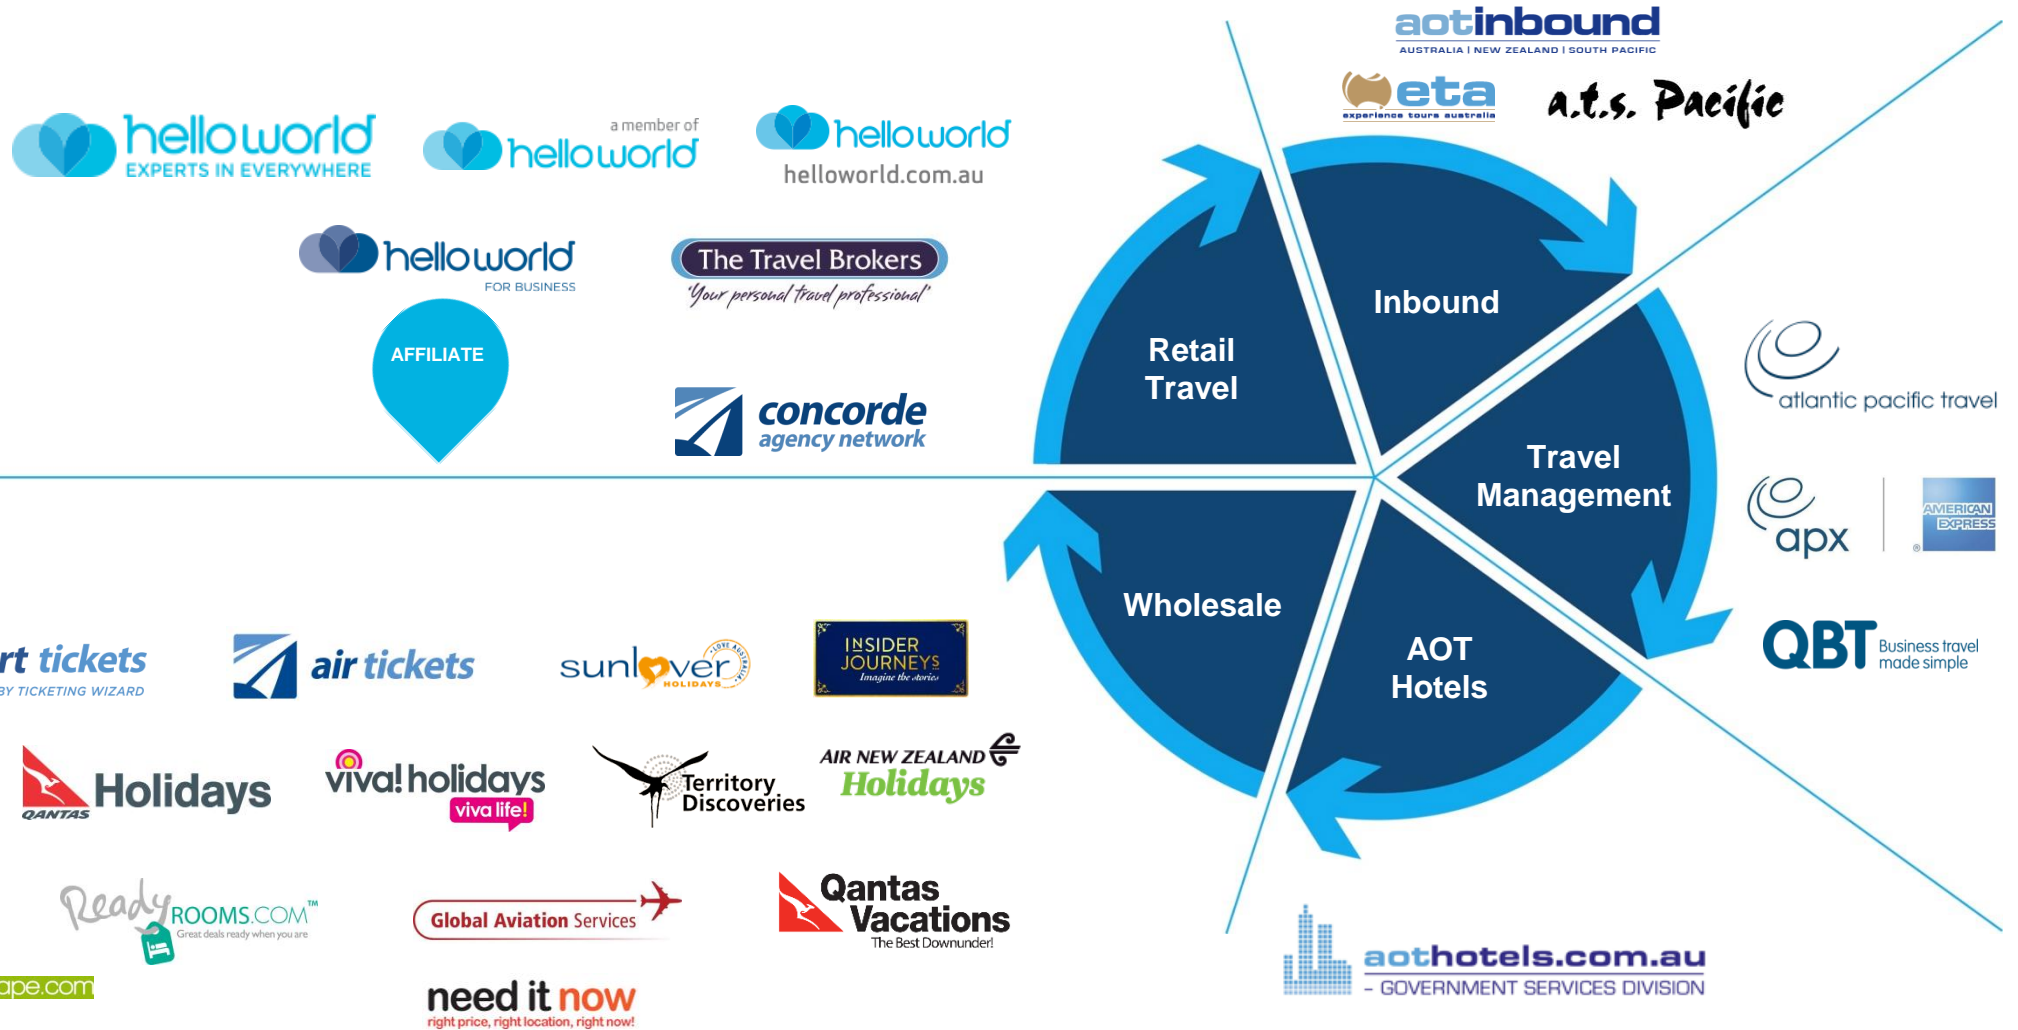 aotinbound
AUSTRALIA | NEW ZEALAND | SOUTH PACIFIC
eta
experience tours australia
a.t.s. Pacific
helloworld
EXPERTS IN EVERYWHERE
a member of
helloworld
helloworld
helloworld.com.au
helloworld
FOR BUSINESS
The Travel Brokers
'Your personal travel professional'
AFFILIATE
concorde
agency network
Retail
Travel
Inbound
Travel
Management
AOT
Hotels
Wholesale
atlantic pacific travel
apx
AMERICAN
EXPRESS
®
QBT
Business travel
made simple
rt tickets
BY TICKETING WIZARD
air tickets
sunlover
HOLIDAYS
LOVE AUSTRALIA
INSIDER
JOURNEYS
Imagine the stories
QANTAS
Holidays
viva! holidays
viva life!
Territory
Discoveries
AIR NEW ZEALAND
Holidays
Ready
ROOMS.COM™
Great deals ready when you are
Global Aviation Services
Qantas
Vacations
The Best Downunder!
ape.com
need it now
right price, right location, right now!
aothotels.com.au
- GOVERNMENT SERVICES DIVISION